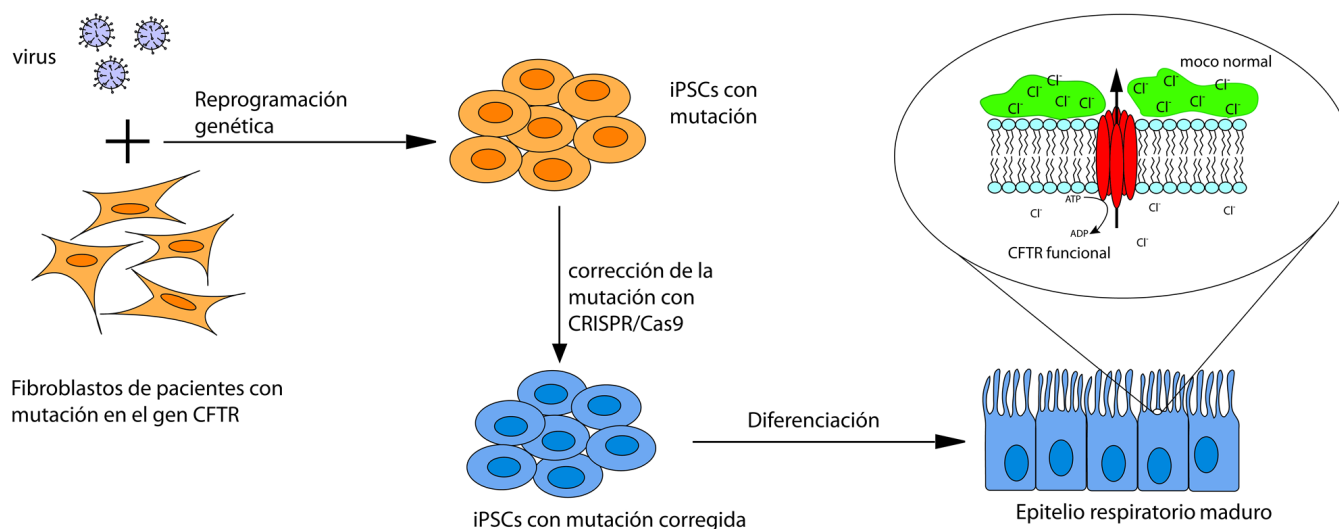 virus
Reprogramación
genética
Fibroblastos de pacientes con
mutación en el gen CFTR
iPSCs con
mutación
corrección de la
mutación con
CRISPR/Cas9
iPSCs con mutación corregida
Diferenciación
moco normal
Cl-
Cl-
Cl-
Cl-
Cl-
Cl-
Cl-
Cl-
ATP
ADP
Cl-
Cl-
Cl-
Cl-
CFTR funcional
Epitelio respiratorio maduro